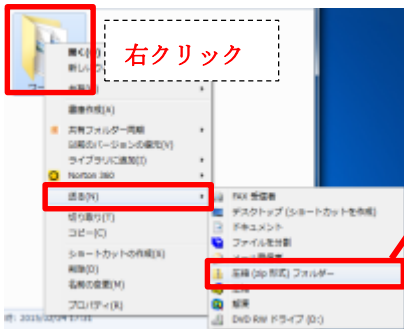 右クリック
開く(O)
書庫作成(A)
共有フォルダー同期
以前のバージョンの復元(V)
ライブラリに追加(I)
Norton 360
送る(N)
切り取り(T)
コピー(C)
ショートカットの作成(S)
削除(D)
名前の変更(M)
プロパティ(R)
FAX 受信者
デスクトップ (ショートカットを作成)
ドキュメント
ファイルを分割
圧縮 (zip 形式) フォルダー
圧縮
解凍
DVD RW ドライブ (D:)